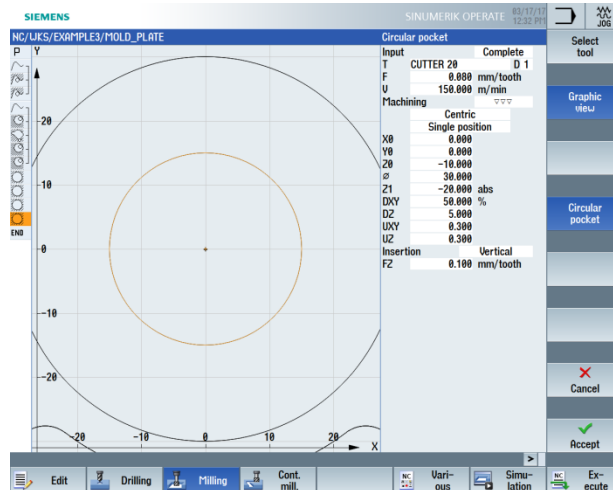 SIEMENS
SINUMERIK OPERATE 03/17/17
12:32 PM
JOG
NC/WKS/EXAMPLE3/MOLD_PLATE
Circular pocket
Select
tool
P Y
Input Complete
T CUTTER 20 D 1
F 0.080 mm/tooth
V 150.000 m/min
Machining ▽▽▽
Centric
Single position
X0 0.000
Y0 0.000
Z0 -10.000
⌀ 30.000
Z1 -20.000 abs
DXY 50.000 %
DZ 5.000
UXY 0.300
UZ 0.300
Insertion Vertical
FZ 0.100 mm/tooth
Graphic
view
Circular
pocket
-20
-10
END
-0
-10
-20
-20 -10 0 10 20 X
Cancel
Accept
>
Edit
Drilling
Milling
Cont.
mill.
NC
Vari-
ous
Simu-
lation
NC
Ex-
ecute